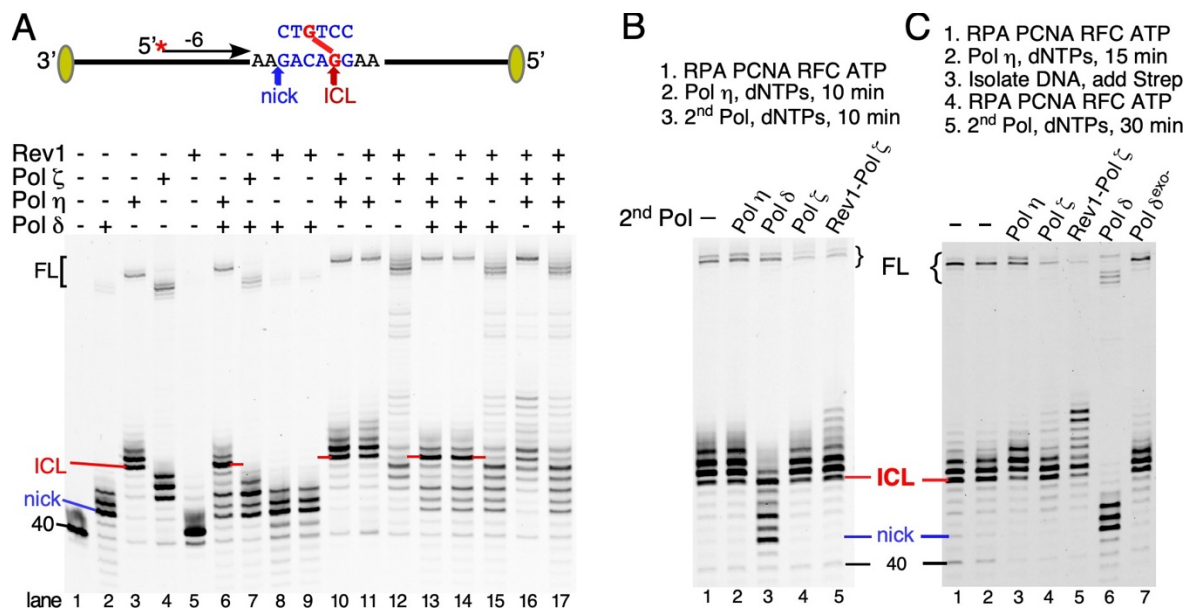 A
CTGTCC
5'* -6
3' AAGACAGGAA 5'
nick ICL
Rev1 - - - - + - - + + - + + - + + + +
Pol ζ - - - + - - + - - + - + + - + + +
Pol η - - + - - + - - - + + - + + - + +
Pol δ - + - - - + + + + - - - + + + - +
FL
ICL
nick
40
lane 1 2 3 4 5 6 7 8 9 10 11 12 13 14 15 16 17
B
1. RPA PCNA RFC ATP
2. Pol η, dNTPs, 10 min
3. 2nd Pol, dNTPs, 10 min
2nd Pol – Pol η Pol δ Pol ζ Rev1-Pol ζ
FL
ICL
nick
40
1 2 3 4 5
C
1. RPA PCNA RFC ATP
2. Pol η, dNTPs, 15 min
3. Isolate DNA, add Strep
4. RPA PCNA RFC ATP
5. 2nd Pol, dNTPs, 30 min
– – Pol η Pol ζ Rev1-Pol ζ Pol δ Pol δexo-
1 2 3 4 5 6 7